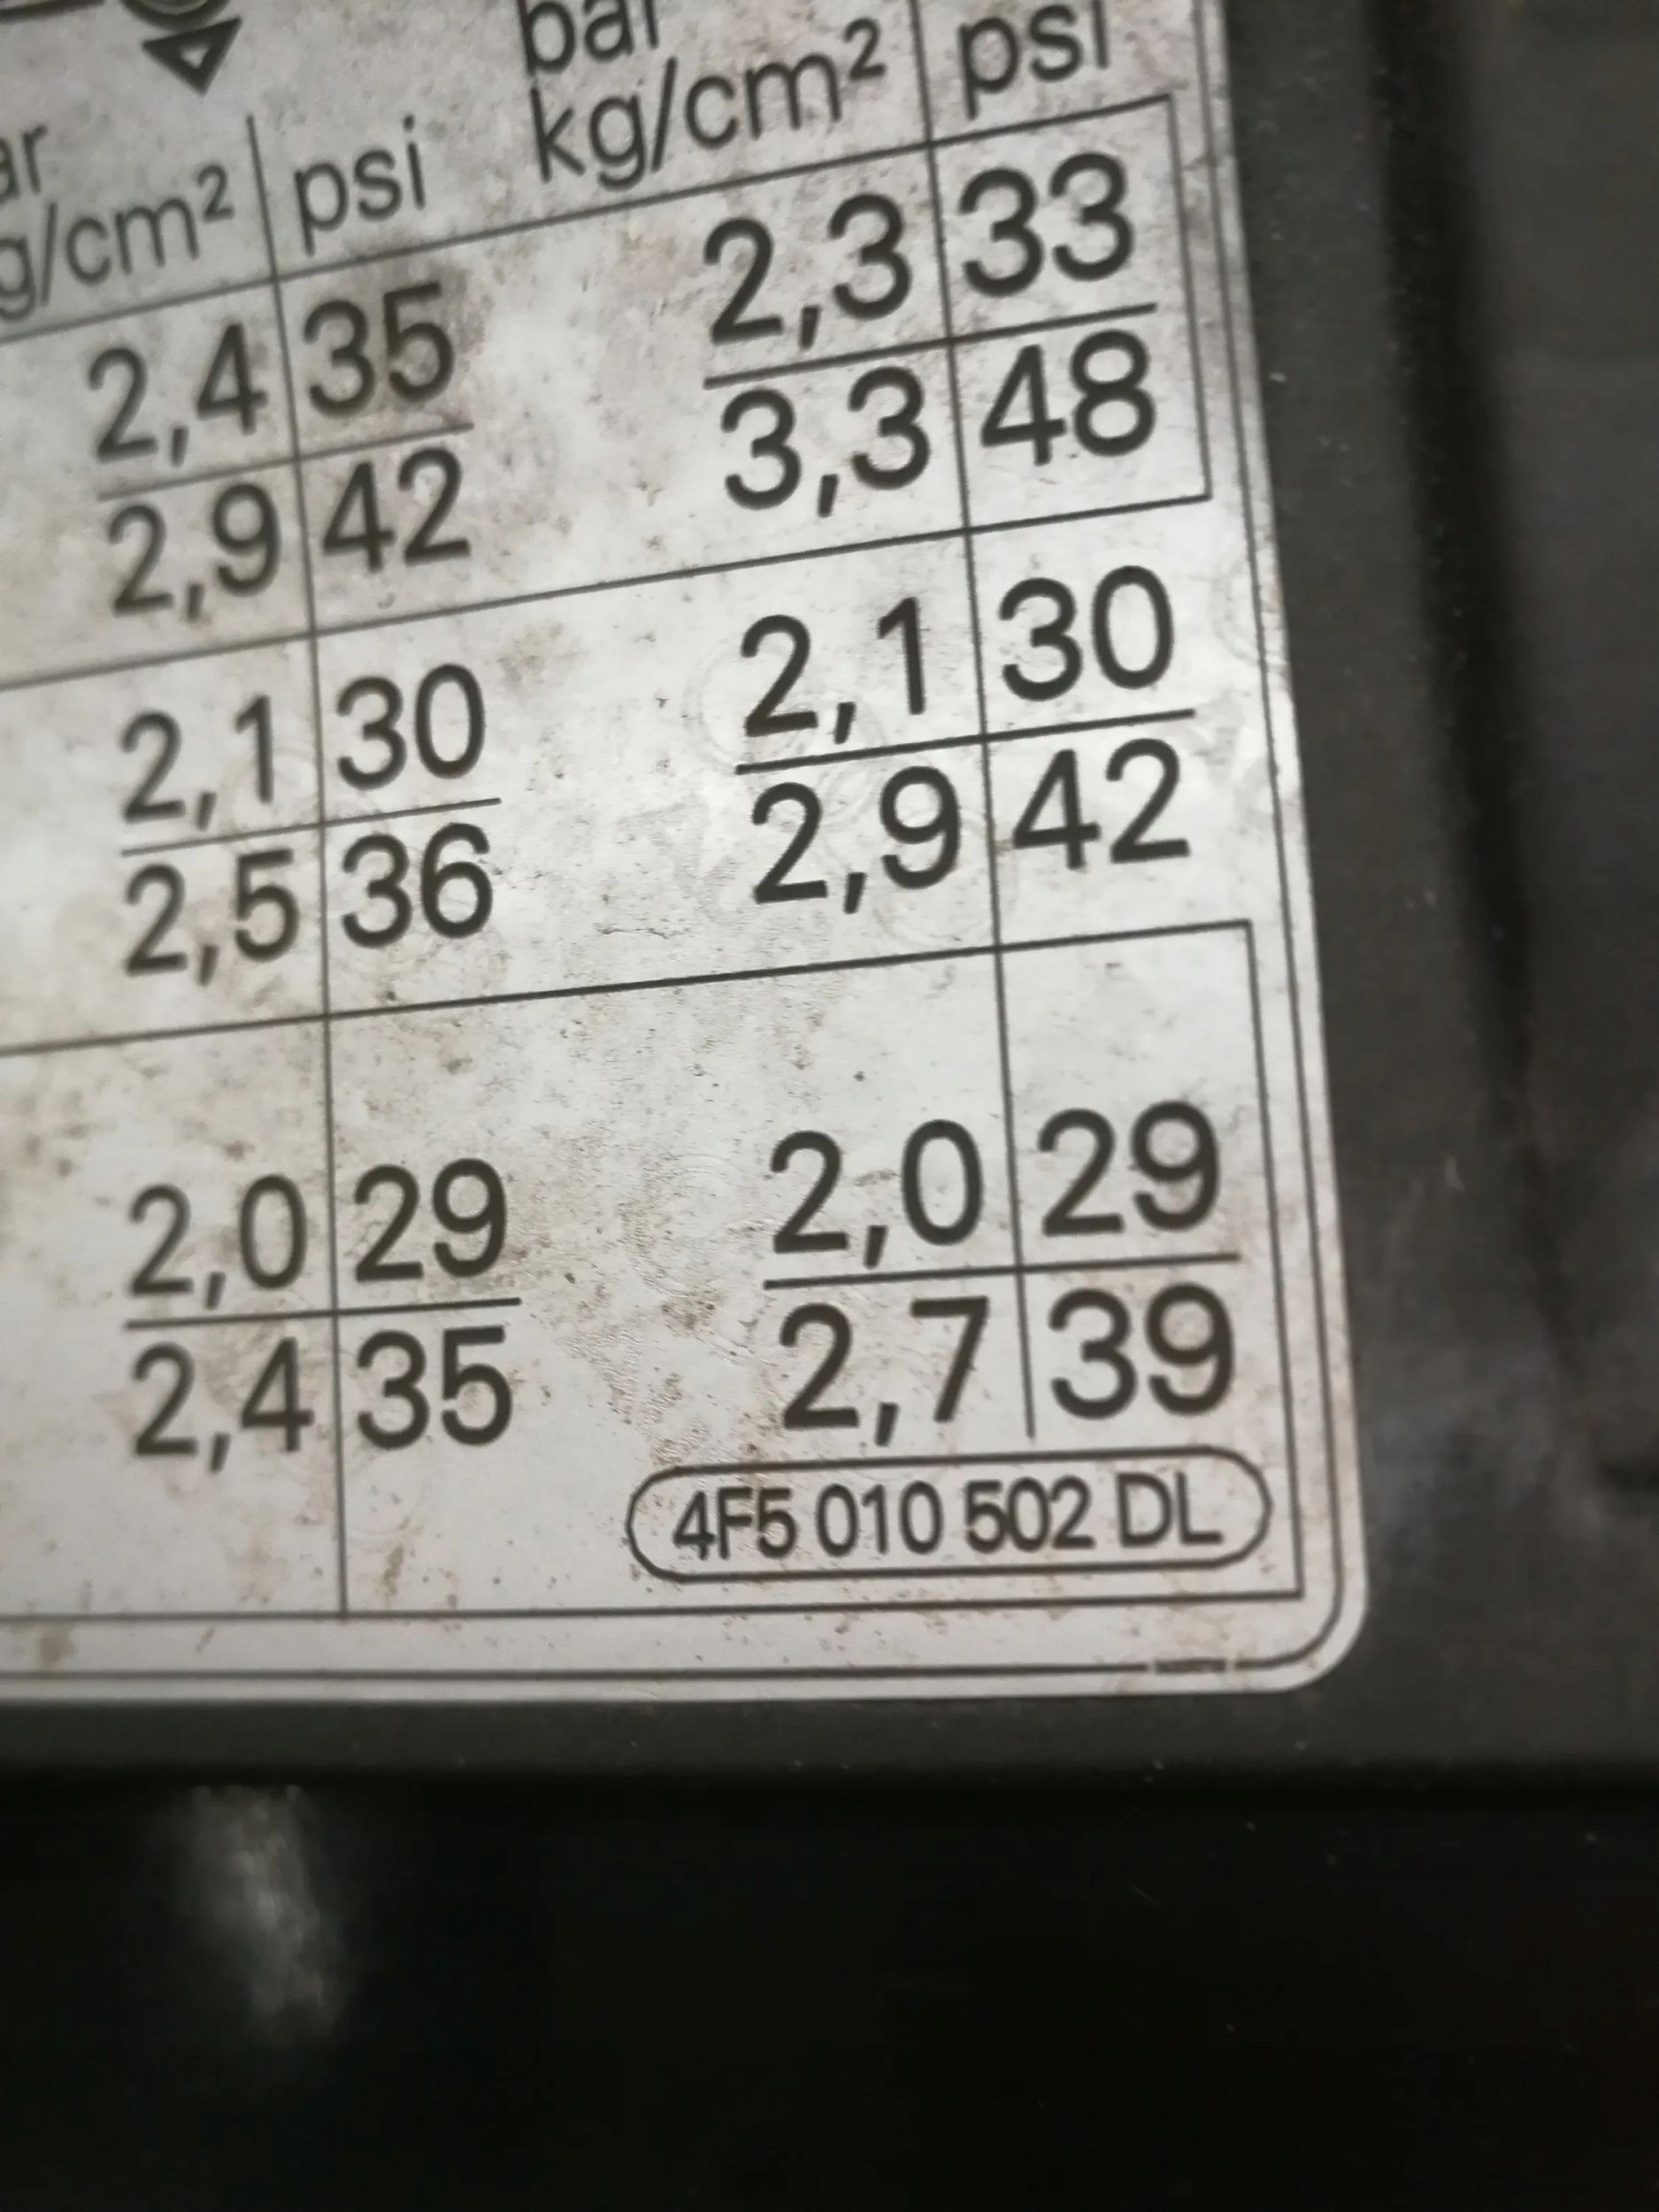 bar
kg/cm² psi
g/cm² psi
2,4 35 2,3 33
2,9 42 3,3 48
2,1 30 2,1 30
2,5 36 2,9 42
2,0 29 2,0 29
2,4 35 2,7 39
4F5 010 502 DL